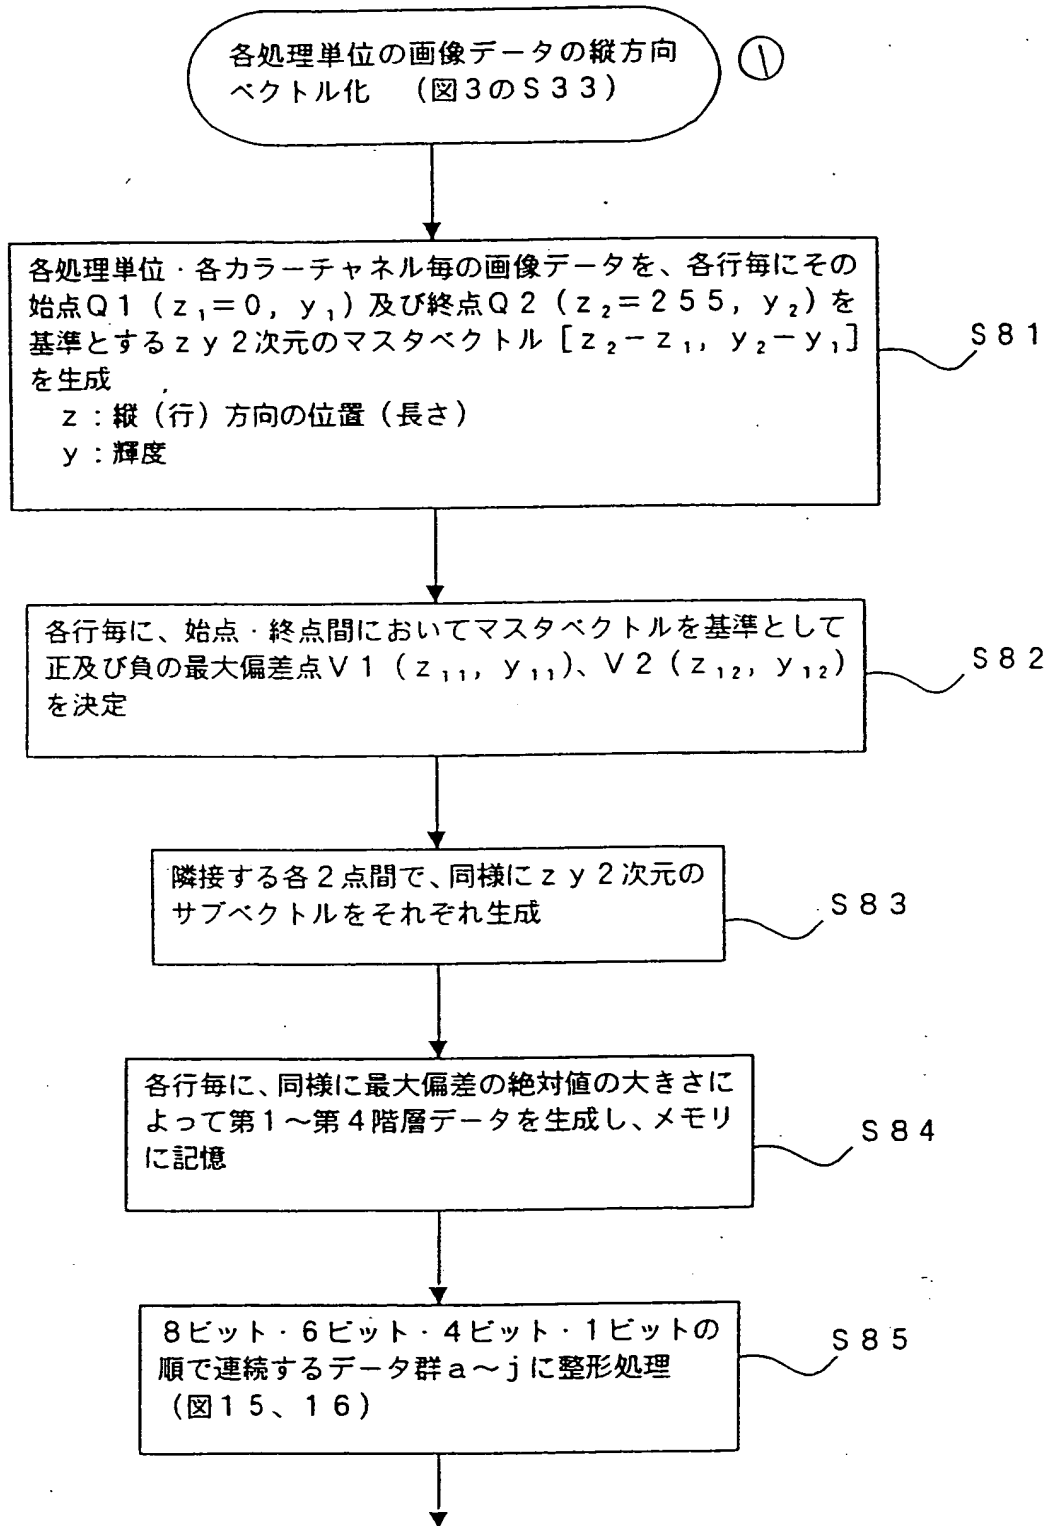 各処理単位の画像データの縦方向
ベクトル化 (図3のS33)
①
各処理単位・各カラーチャネル毎の画像データを、各行毎にその
始点Q1(z₁=0, y₁)及び終点Q2(z₂=255, y₂)を
基準とするzy2次元のマスタベクトル[z₂−z₁, y₂−y₁]
を生成
z:縦(行)方向の位置(長さ)
y:輝度
S81
各行毎に、始点・終点間においてマスタベクトルを基準として
正及び負の最大偏差点V1(z₁₁, y₁₁)、V2(z₁₂, y₁₂)
を決定
S82
隣接する各2点間で、同様にzy2次元の
サブベクトルをそれぞれ生成
S83
各行毎に、同様に最大偏差の絶対値の大きさに
よって第1~第4階層データを生成し、メモリ
に記憶
S84
8ビット・6ビット・4ビット・1ビットの
順で連続するデータ群a~jに整形処理
(図15、16)
S85